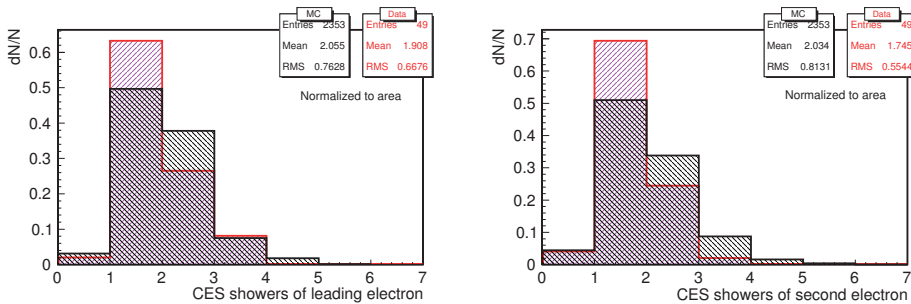 MC
Entries 2353
Mean 2.055
RMS 0.7628
Data
Entries 49
Mean 1.908
RMS 0.6676
Normalized to area
dN/N
0.6
0.5
0.4
0.3
0.2
0.1
0
0 1 2 3 4 5 6 7
CES showers of leading electron
MC
Entries 2353
Mean 2.034
RMS 0.8131
Data
Entries 49
Mean 1.745
RMS 0.5544
Normalized to area
dN/N
0.7
0.6
0.5
0.4
0.3
0.2
0.1
0
0 1 2 3 4 5 6 7
CES showers of second electron